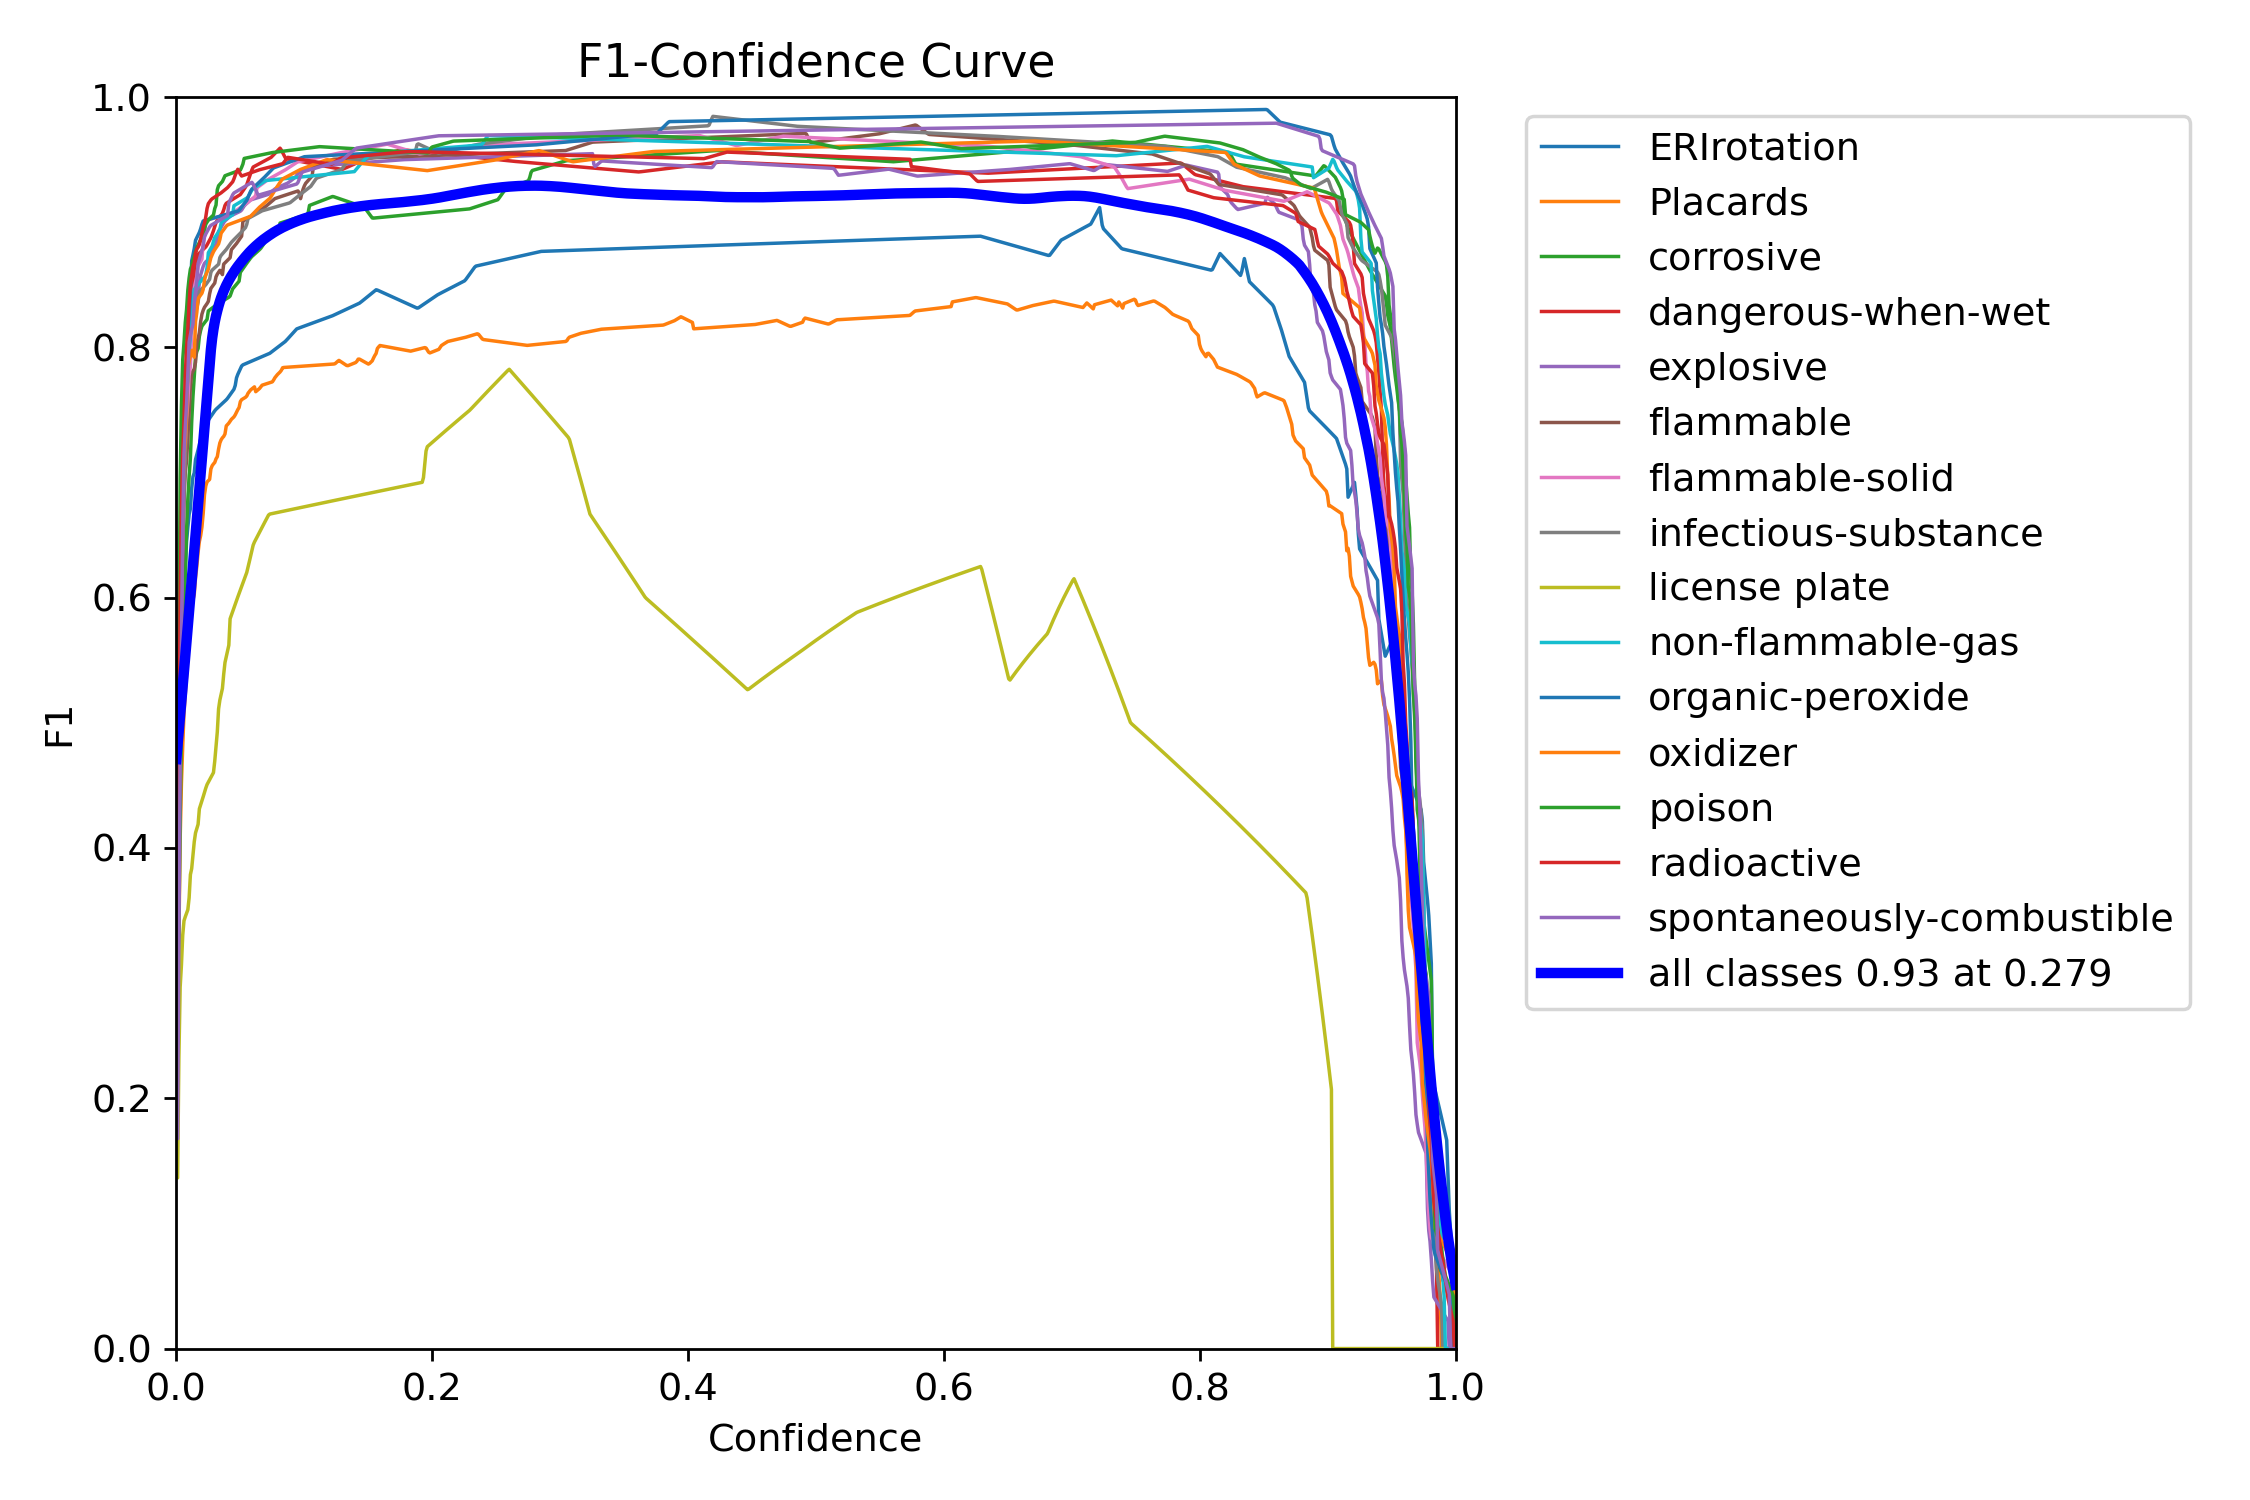 F1-Confidence Curve
1.0
0.8
0.6
0.4
0.2
0.0
F1
0.0 0.2 0.4 0.6 0.8 1.0
Confidence
ERIrotation
Placards
corrosive
dangerous-when-wet
explosive
flammable
flammable-solid
infectious-substance
license plate
non-flammable-gas
organic-peroxide
oxidizer
poison
radioactive
spontaneously-combustible
all classes 0.93 at 0.279